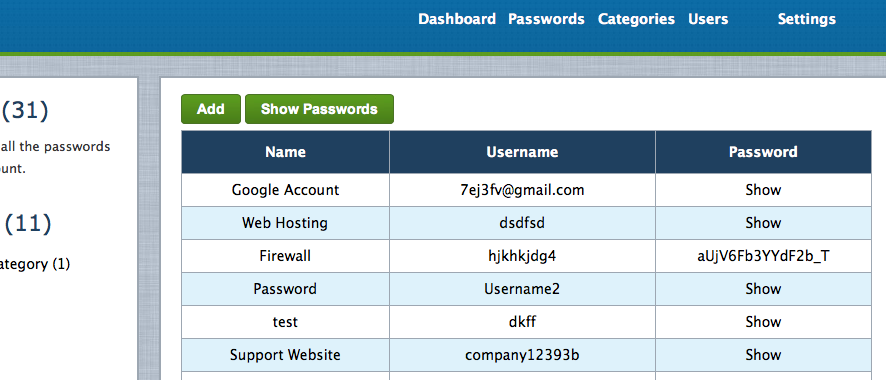 Dashboard Passwords Categories Users Settings
(31)
all the passwords
unt.
(11)
ategory (1)
Add Show Passwords
Name Username Password
Google Account 7ej3fv@gmail.com Show
Web Hosting dsdfsd Show
Firewall hjkhkjdg4 aUjV6Fb3YYdF2b_T
Password Username2 Show
test dkff Show
Support Website company12393b Show